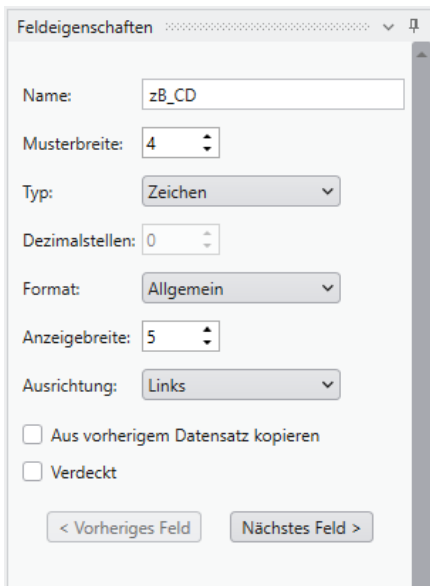 Feldeigenschaften
Name: zB_CD
Musterbreite: 4
Typ: Zeichen
Dezimalstellen: 0
Format: Allgemein
Anzeigebreite: 5
Ausrichtung: Links
Aus vorherigem Datensatz kopieren
Verdeckt
< Vorheriges Feld Nächstes Feld >